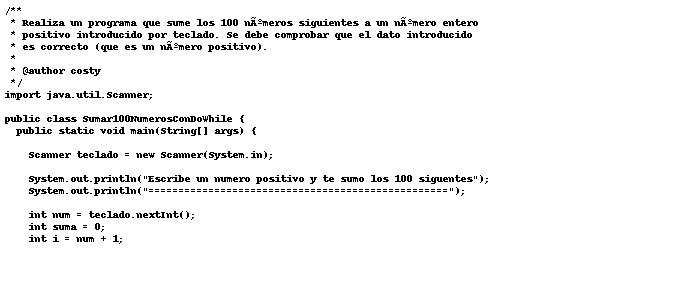 /**
 * Realiza un programa que sume los 100 nÃºmeros siguientes a un nÃºmero entero
 * positivo introducido por teclado. Se debe comprobar que el dato introducido
 * es correcto (que es un nÃºmero positivo).
 *
 * @author costy
 */
import java.util.Scanner;
public class Sumar100NumerosConDoWhile {
  public static void main(String[] args) {
    Scanner teclado = new Scanner(System.in);
    System.out.println("Escribe un numero positivo y te sumo los 100 siguentes");
    System.out.println("==================================================");
    int num = teclado.nextInt();
    int suma = 0;
    int i = num + 1;